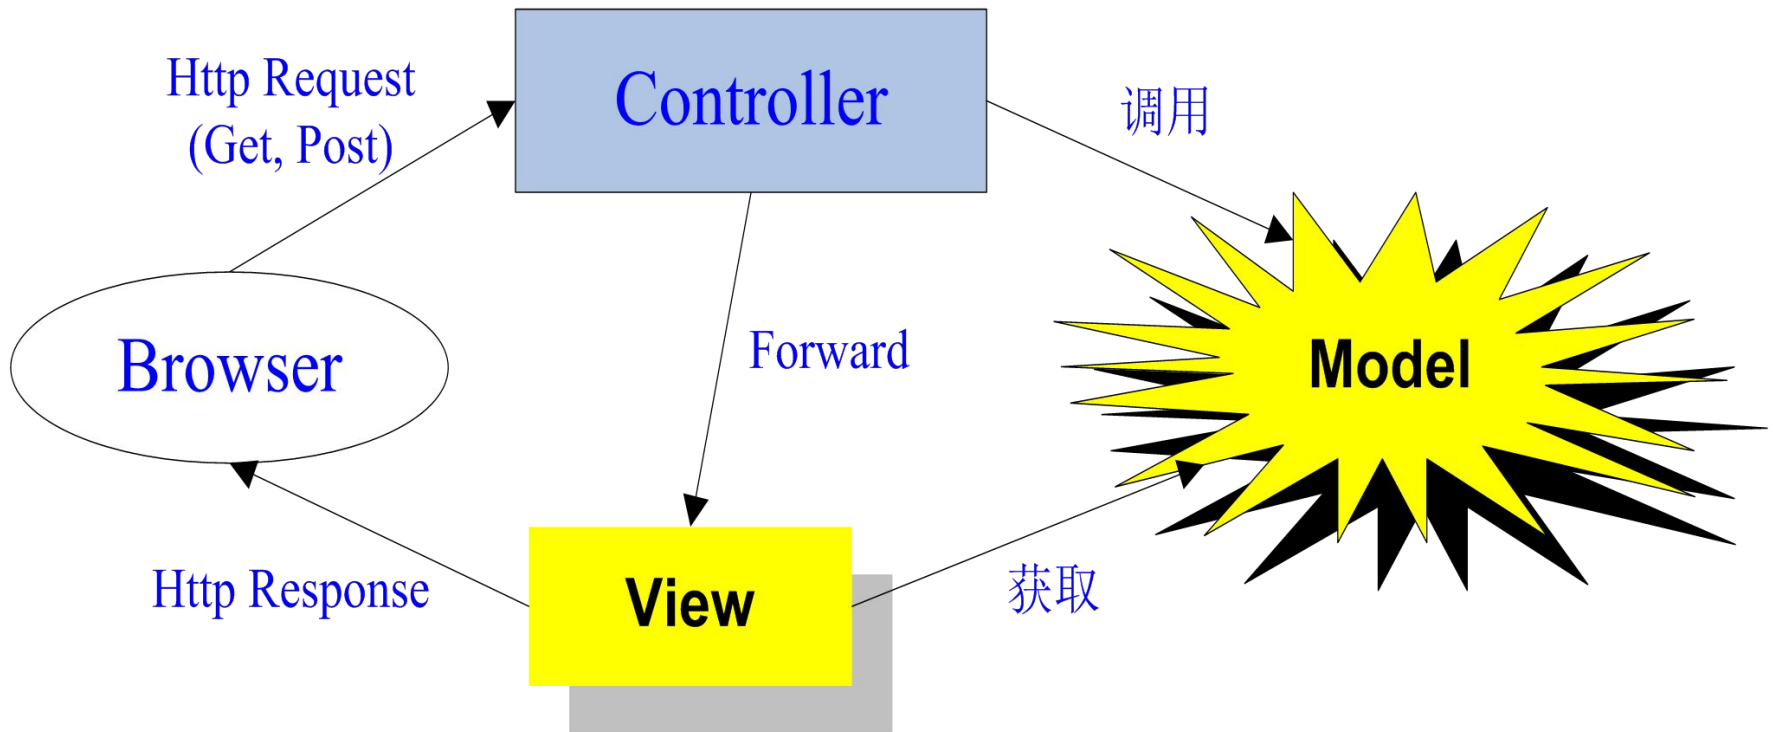 Http Request
(Get, Post)
Controller
调用
Browser
Forward
Model
Http Response
View
获取